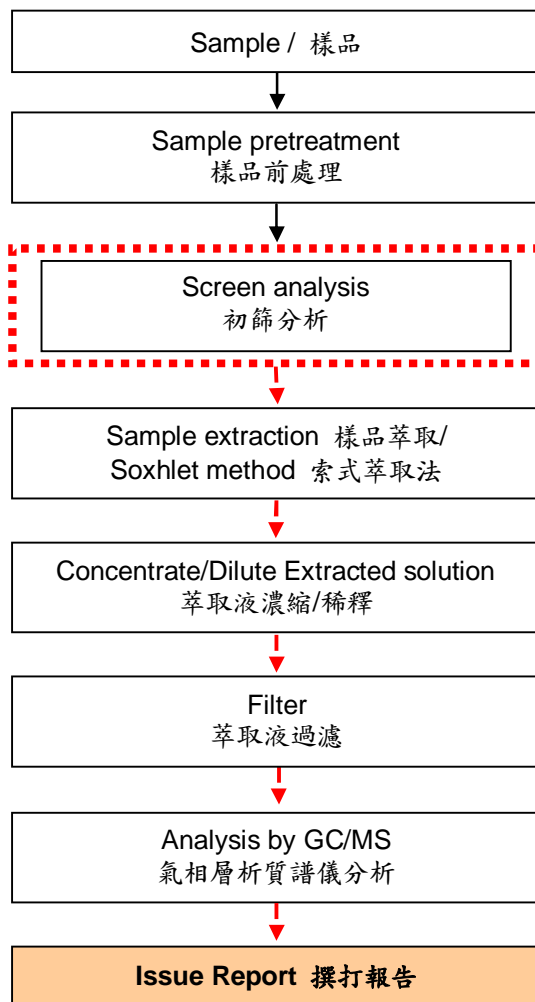 Sample / 樣品
Sample pretreatment
樣品前處理
Screen analysis
初篩分析
Sample extraction 樣品萃取/
Soxhlet method 索式萃取法
Concentrate/Dilute Extracted solution
萃取液濃縮/稀釋
Filter
萃取液過濾
Analysis by GC/MS
氣相層析質譜儀分析
Issue Report 撰打報告